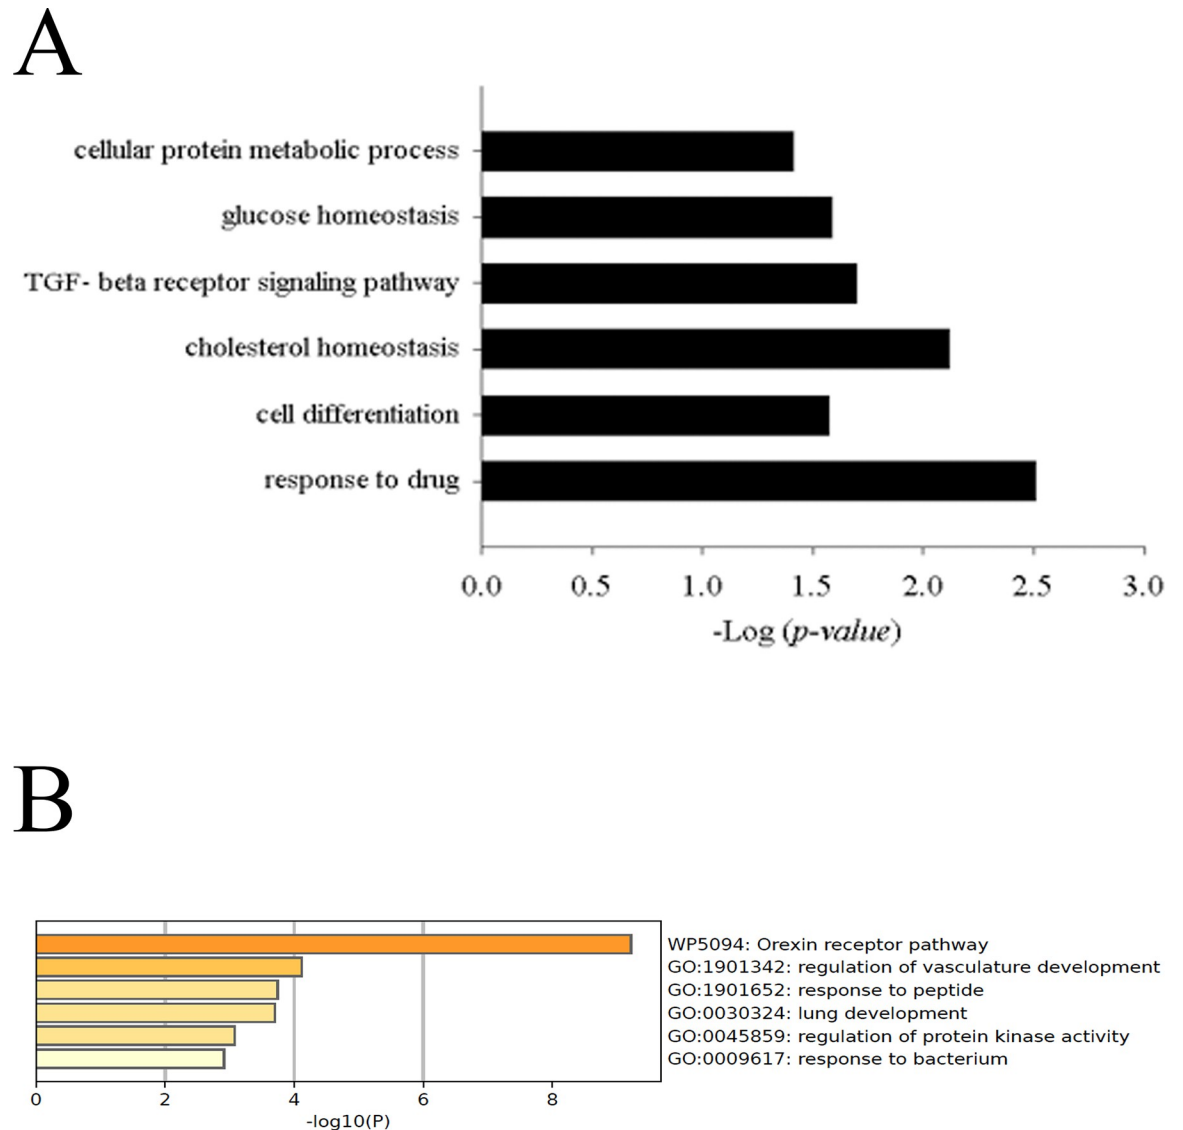 A
cellular protein metabolic process
glucose homeostasis
TGF- beta receptor signaling pathway
cholesterol homeostasis
cell differentiation
response to drug
0.0 0.5 1.0 1.5 2.0 2.5 3.0
-Log (p-value)
B
WP5094: Orexin receptor pathway
GO:1901342: regulation of vasculature development
GO:1901652: response to peptide
GO:0030324: lung development
GO:0045859: regulation of protein kinase activity
GO:0009617: response to bacterium
0 2 4 6 8
-log10(P)